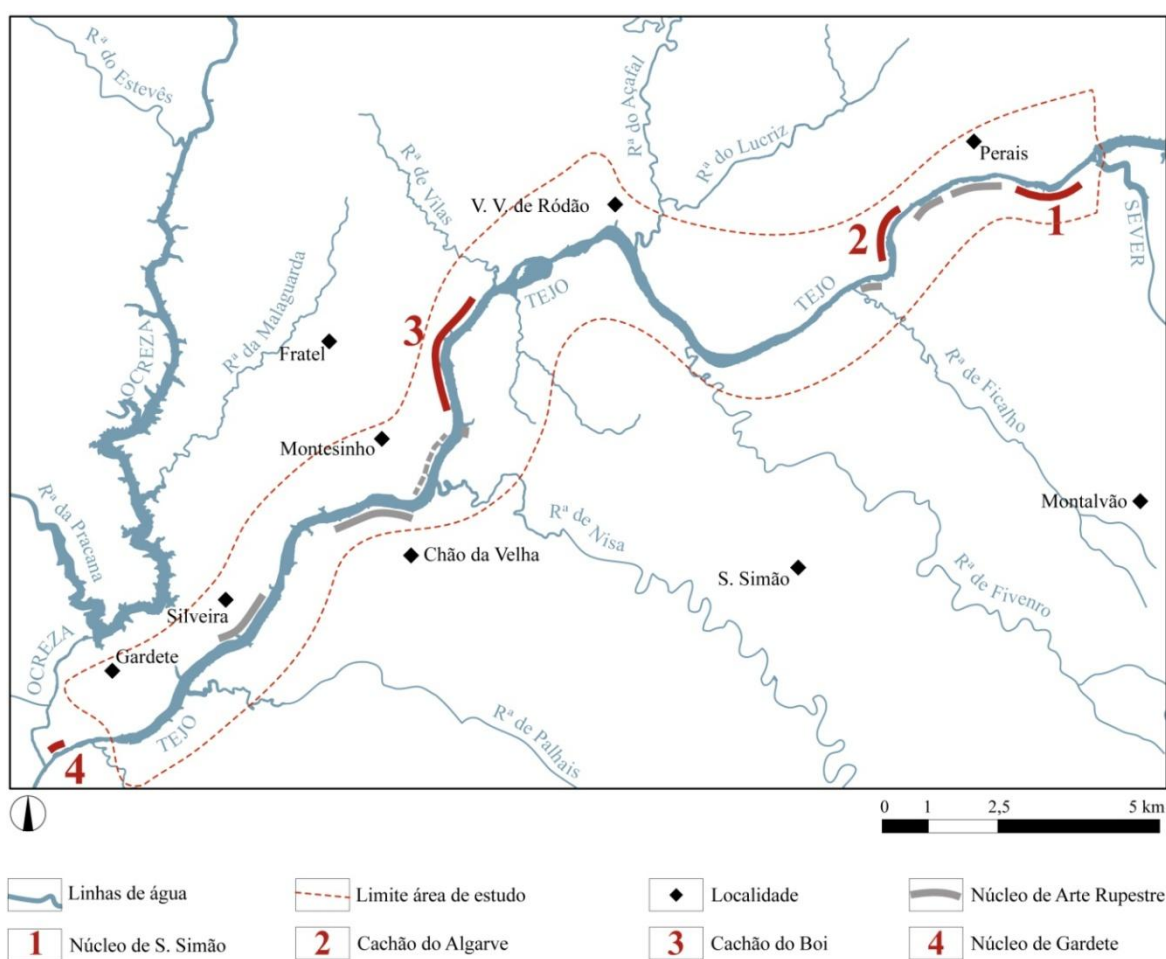 Rª do Estevês
Rª do Açafal
Rª do Lucriz
Perais
Rª de Vilas
V. V. de Ródão
1
2
SEVER
TEJO
TEJO
Rª da Malaguarda
OCREZA
3
Fratel
Rª de Ficalho
Montesinho
Rª da Pracana
Montalvão
Rª de Nisa
Chão da Velha
S. Simão
Rª de Fivenro
Silveira
OCREZA
Gardete
TEJO
Rª de Palhais
4
0 1 2,5 5 km
Linhas de água
Limite área de estudo
Localidade
Núcleo de Arte Rupestre
1 Núcleo de S. Simão
2 Cachão do Algarve
3 Cachão do Boi
4 Núcleo de Gardete